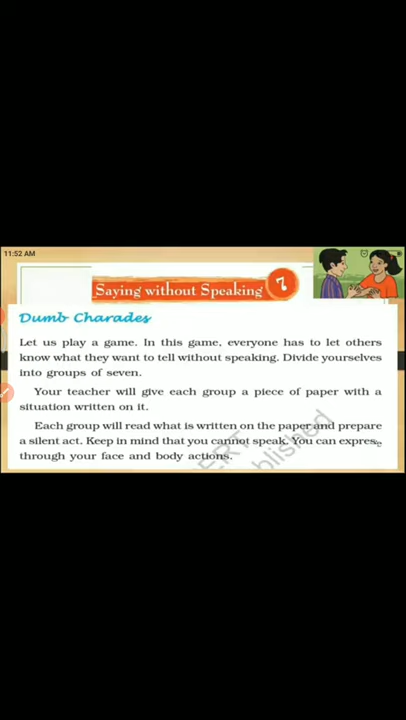 11:52 AM
Saying without Speaking 7
Dumb Charades
Let us play a game. In this game, everyone has to let others
know what they want to tell without speaking. Divide yourselves
into groups of seven.
Your teacher will give each group a piece of paper with a
situation written on it.
Each group will read what is written on the paper and prepare
a silent act. Keep in mind that you cannot speak. You can express
through your face and body actions.
ERT
blished